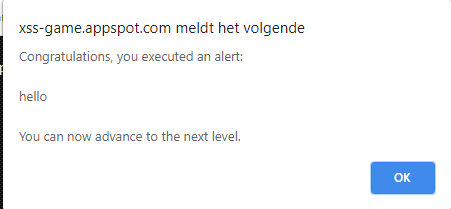 xss-game.appspot.com meldt het volgende
Congratulations, you executed an alert:
hello
You can now advance to the next level.
OK